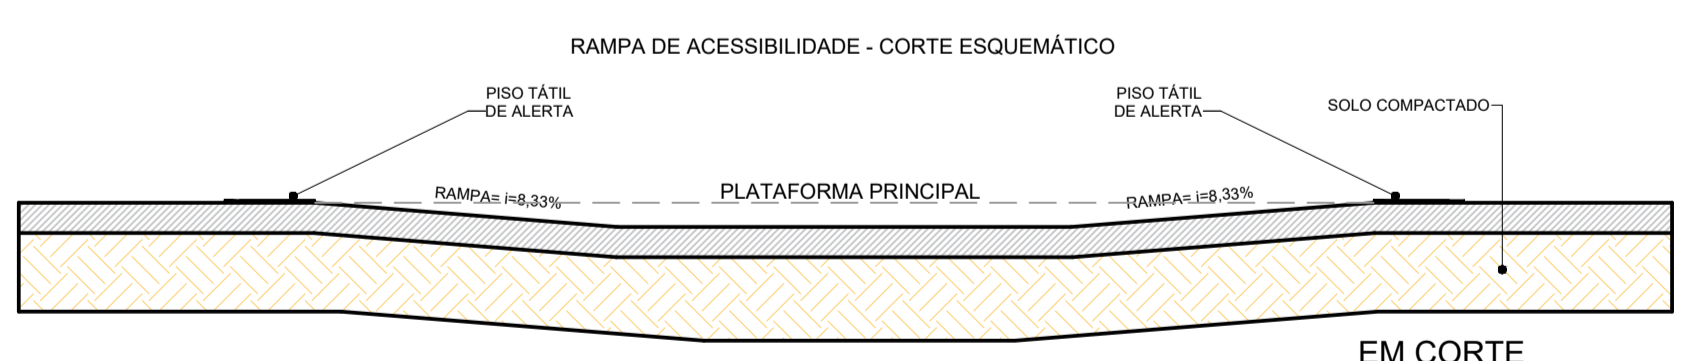 RAMPA DE ACESSIBILIDADE - CORTE ESQUEMÁTICO
PISO TÁTIL
DE ALERTA
PISO TÁTIL
DE ALERTA
SOLO COMPACTADO
RAMPA= i=8,33%
PLATAFORMA PRINCIPAL
RAMPA= i=8,33%
EM CORTE